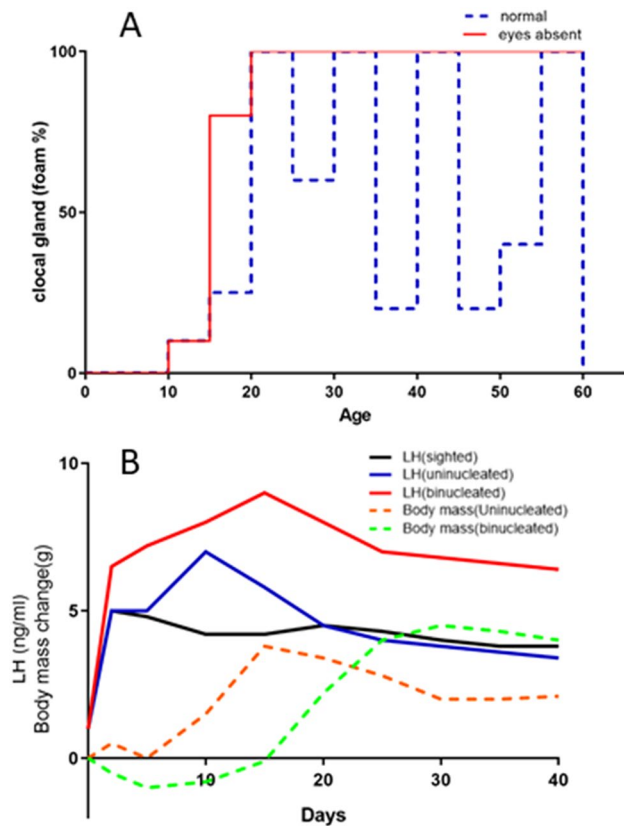 A
normal
eyes absent
100
50
0
clocal gland (foam %)
0 10 20 30 40 50 60
Age
B
LH(sighted)
LH(uninucleated)
LH(binucleated)
Body mass(Uninucleated)
Body mass(binucleated)
10
5
0
LH (ng/ml)
Body mass change(g)
10 20 30 40
Days